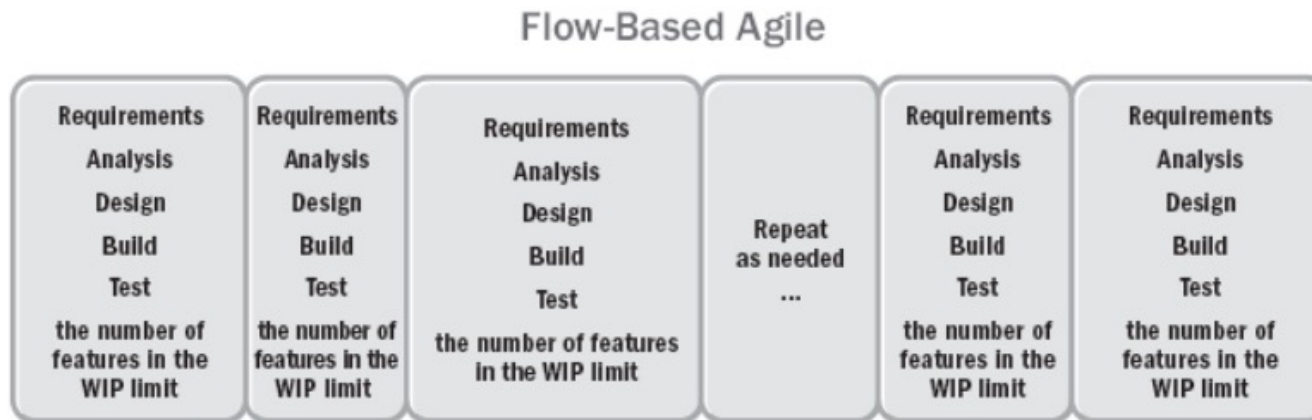 Flow-Based Agile
Requirements
Analysis
Design
Build
Test
the number of
features in the
WIP limit
Requirements
Analysis
Design
Build
Test
the number of
features in the
WIP limit
Requirements
Analysis
Design
Build
Test
the number of features
in the WIP limit
Repeat
as needed
...
Requirements
Analysis
Design
Build
Test
the number of
features in the
WIP limit
Requirements
Analysis
Design
Build
Test
the number of
features in the
WIP limit